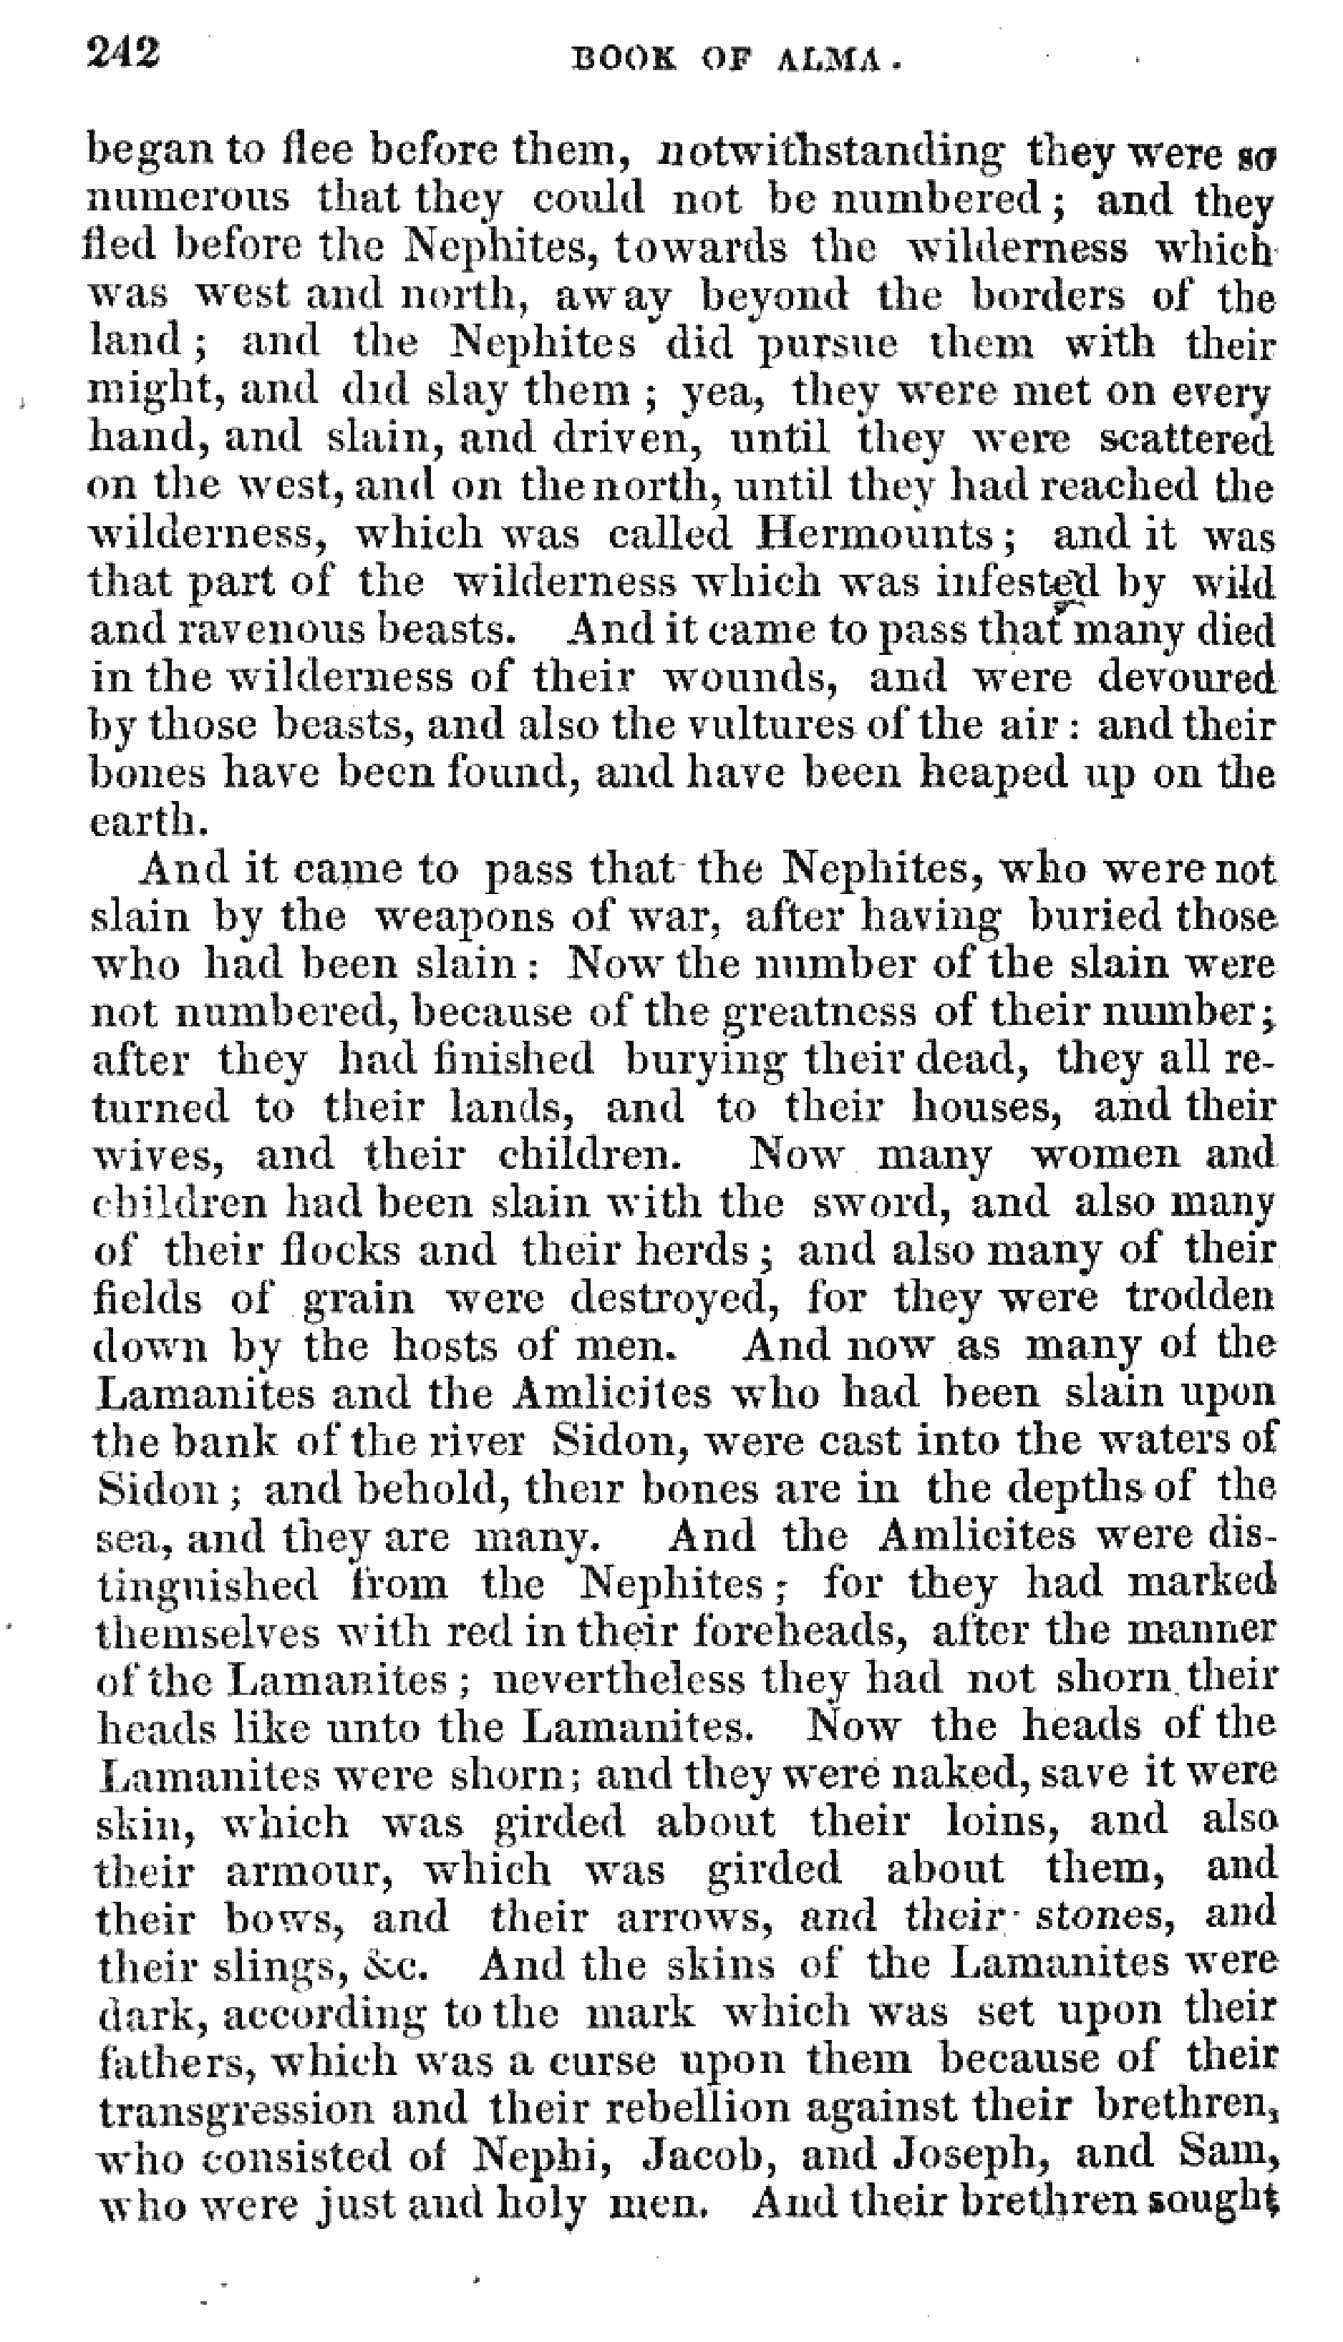 242 BOOK OF ALMA.
began to flee before them, notwithstanding they were so
numerous that they could not be numbered; and they
fled before the Nephites, towards the wilderness which
was west and north, away beyond the borders of the
land; and the Nephites did pursue them with their
might, and did slay them; yea, they were met on every
hand, and slain, and driven, until they were scattered
on the west, and on the north, until they had reached the
wilderness, which was called Hermounts; and it was
that part of the wilderness which was infested by wild
and ravenous beasts. And it came to pass that many died
in the wilderness of their wounds, and were devoured
by those beasts, and also the vultures of the air: and their
bones have been found, and have been heaped up on the
earth.
And it came to pass that the Nephites, who were not
slain by the weapons of war, after having buried those
who had been slain: Now the number of the slain were
not numbered, because of the greatness of their number;
after they had finished burying their dead, they all re-
turned to their lands, and to their houses, and their
wives, and their children. Now many women and
children had been slain with the sword, and also many
of their flocks and their herds; and also many of their
fields of grain were destroyed, for they were trodden
down by the hosts of men. And now as many of the
Lamanites and the Amlicites who had been slain upon
the bank of the river Sidon, were cast into the waters of
Sidon; and behold, their bones are in the depths of the
sea, and they are many. And the Amlicites were dis-
tinguished from the Nephites; for they had marked
themselves with red in their foreheads, after the manner
of the Lamanites; nevertheless they had not shorn their
heads like unto the Lamanites. Now the heads of the
Lamanites were shorn; and they were naked, save it were
skin, which was girded about their loins, and also
their armour, which was girded about them, and
their bows, and their arrows, and their stones, and
their slings, &c. And the skins of the Lamanites were
dark, according to the mark which was set upon their
fathers, which was a curse upon them because of their
transgression and their rebellion against their brethren,
who consisted of Nephi, Jacob, and Joseph, and Sam,
who were just and holy men. And their brethren sought